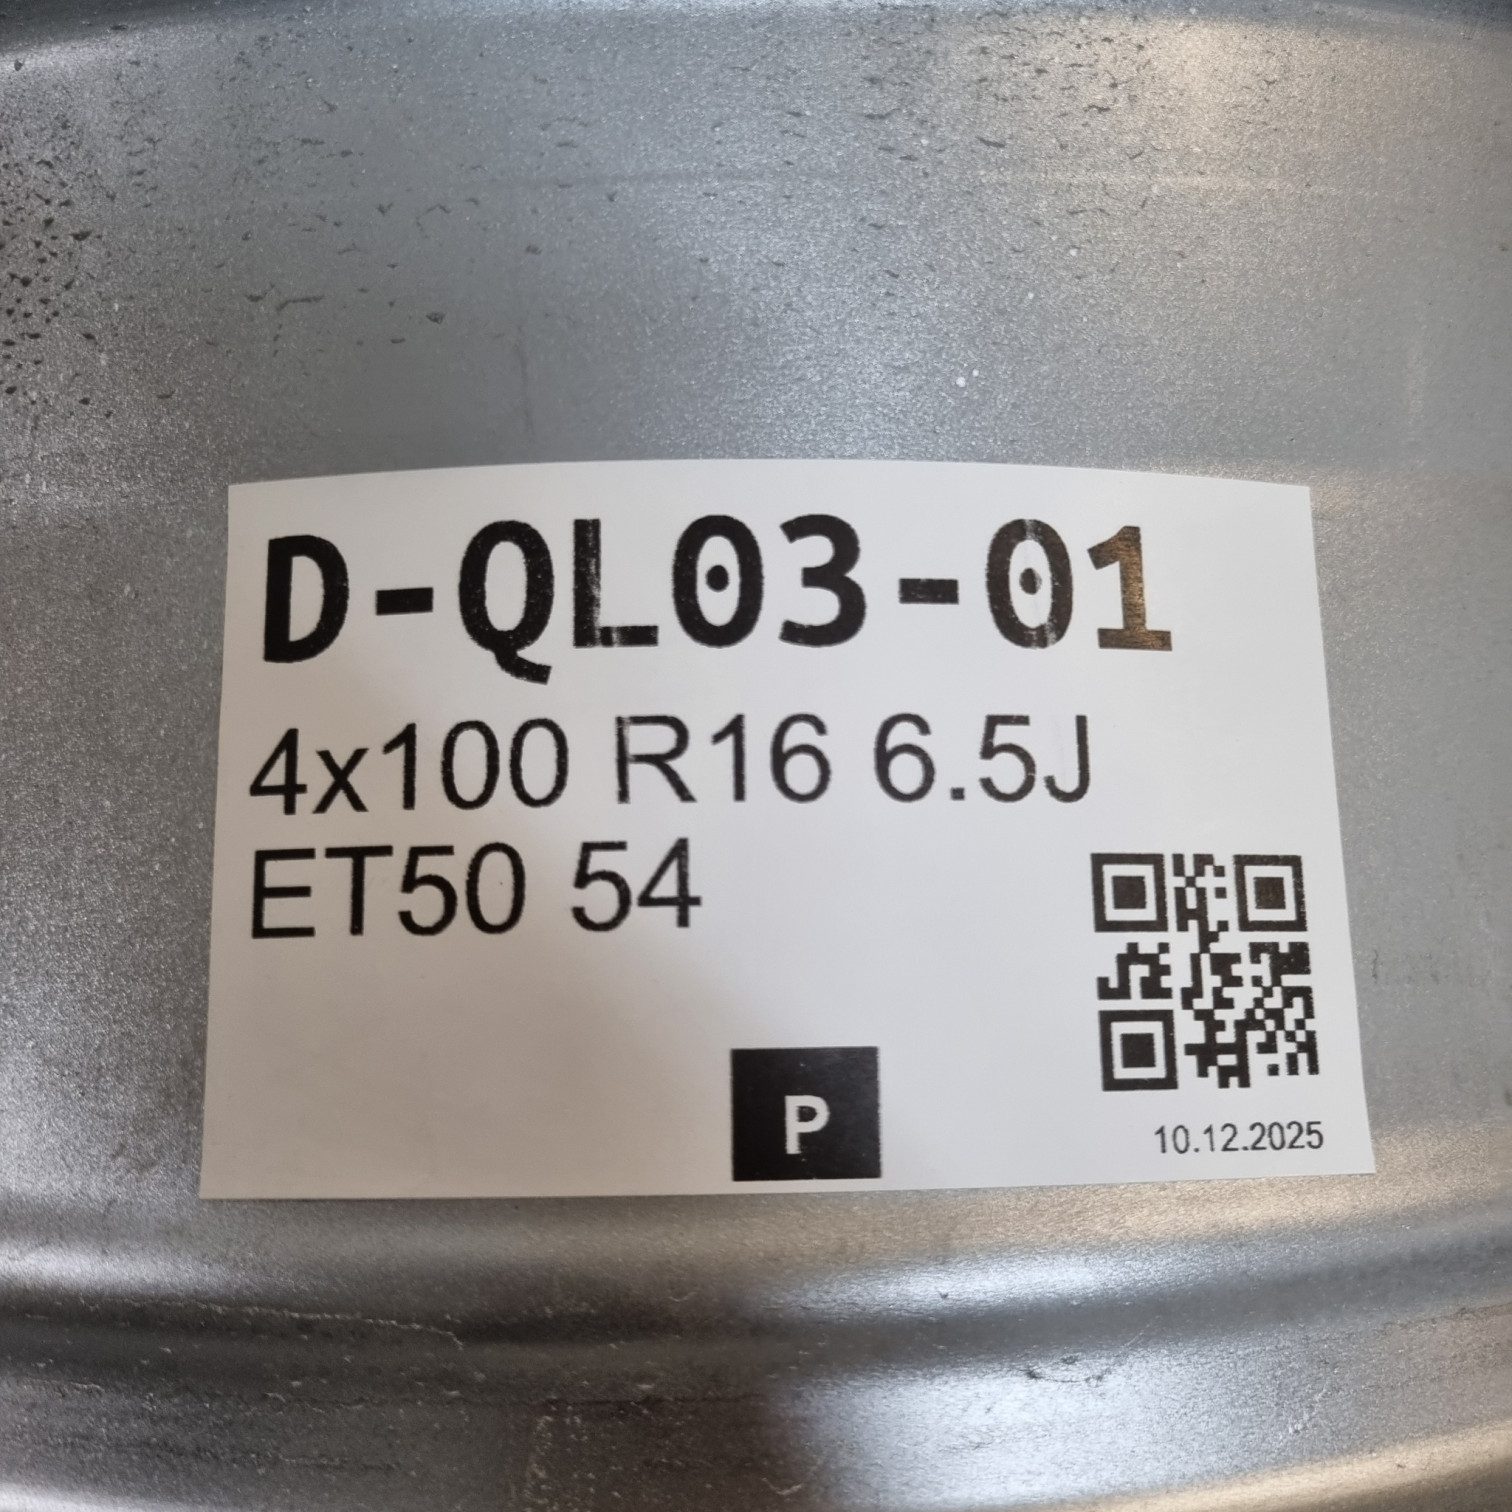 D-QL03-01
4x100 R16 6.5J
ET50 54
P
10.12.2025